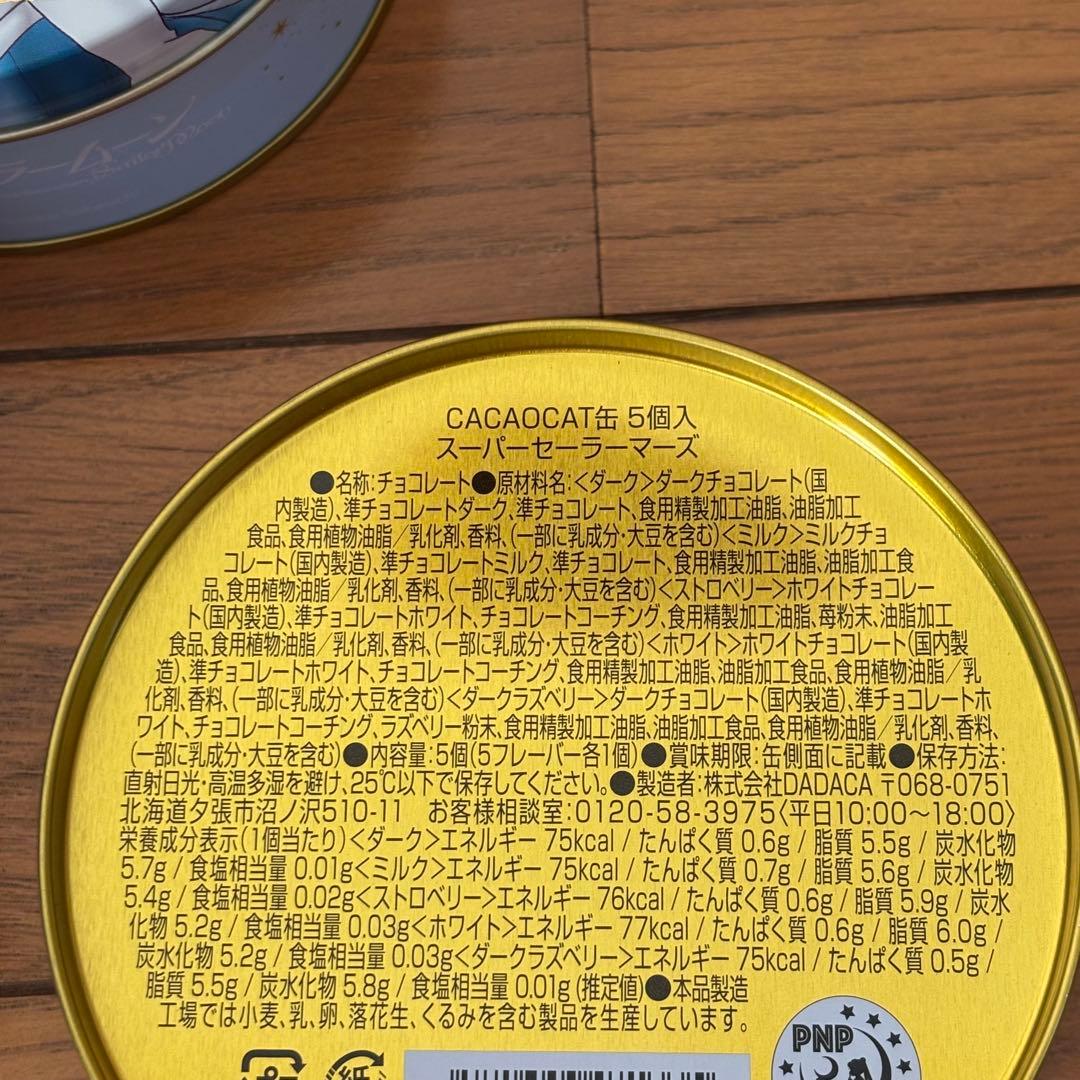 ラームーン
CACAOCAT缶 5個入
スーパーセーラーマーズ
●名称:チョコレート●原材料名:<ダーク>ダークチョコレート(国
内製造)、準チョコレートダーク、準チョコレート、食用精製加工油脂、油脂加工
食品、食用植物油脂／乳化剤、香料、(一部に乳成分・大豆を含む)<ミルク>ミルクチョ
コレート(国内製造)、準チョコレートミルク、準チョコレート、食用精製加工油脂、油脂加工食
品、食用植物油脂／乳化剤、香料、(一部に乳成分・大豆を含む)<ストロベリー>ホワイトチョコレー
ト(国内製造)、準チョコレートホワイト、チョコレートコーチング、食用精製加工油脂、苺粉末、油脂加工
食品、食用植物油脂／乳化剤、香料、(一部に乳成分・大豆を含む)<ホワイト>ホワイトチョコレート(国内製
造)、準チョコレートホワイト、チョコレートコーチング、食用精製加工油脂、油脂加工食品、食用植物油脂／乳
化剤、香料、(一部に乳成分・大豆を含む)<ダークラズベリー>ダークチョコレート(国内製造)、準チョコレートホ
ワイト、チョコレートコーチング、ラズベリー粉末、食用精製加工油脂、油脂加工食品、食用植物油脂／乳化剤、香料、
(一部に乳成分・大豆を含む)●内容量:5個(5フレーバー各1個)●賞味期限:缶側面に記載●保存方法:
直射日光・高温多湿を避け、25℃以下で保存してください。●製造者:株式会社DADACA 〒068-0751
北海道夕張市沼ノ沢510-11 お客様相談室:0120-58-3975〈平日10:00〜18:00〉
栄養成分表示(1個当たり)<ダーク>エネルギー 75kcal / たんぱく質 0.6g / 脂質 5.5g / 炭水化物
5.7g / 食塩相当量 0.01g<ミルク>エネルギー 75kcal / たんぱく質 0.7g / 脂質 5.6g / 炭水化物
5.4g / 食塩相当量 0.02g<ストロベリー>エネルギー 76kcal / たんぱく質 0.6g / 脂質 5.9g / 炭水
化物 5.2g / 食塩相当量 0.03g<ホワイト>エネルギー 77kcal / たんぱく質 0.6g / 脂質 6.0g /
炭水化物 5.2g / 食塩相当量 0.03g<ダークラズベリー>エネルギー 75kcal / たんぱく質 0.5g /
脂質 5.5g / 炭水化物 5.8g / 食塩相当量 0.01g (推定値)●本品製造
工場では小麦、乳、卵、落花生、くるみを含む製品を生産しています。
PNP